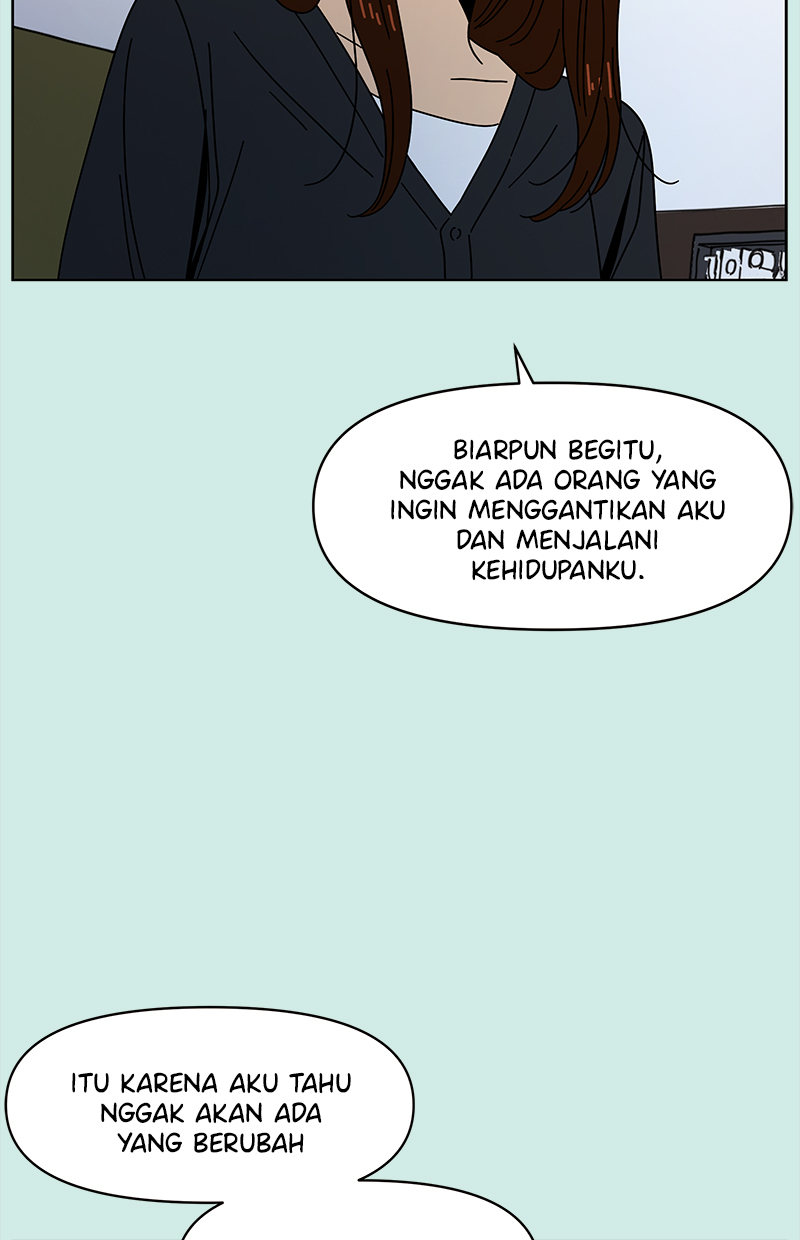 BIARPUN BEGITU,
NGGAK ADA ORANG YANG
INGIN MENGGANTIKAN AKU
DAN MENJALANI
KEHIDUPANKU.
ITU KARENA AKU TAHU
NGGAK AKAN ADA
YANG BERUBAH